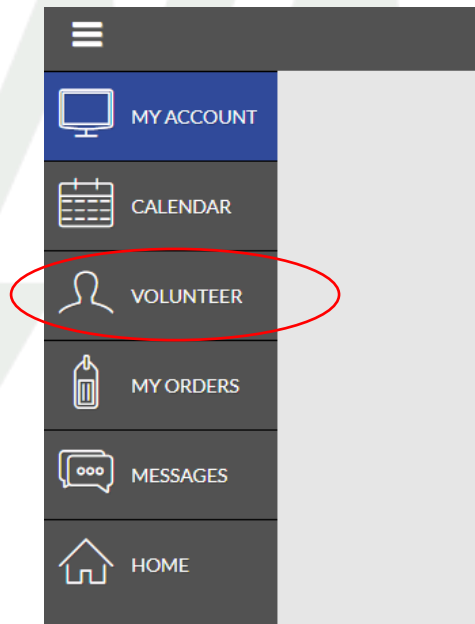 MY ACCOUNT
CALENDAR
VOLUNTEER
MY ORDERS
MESSAGES
HOME